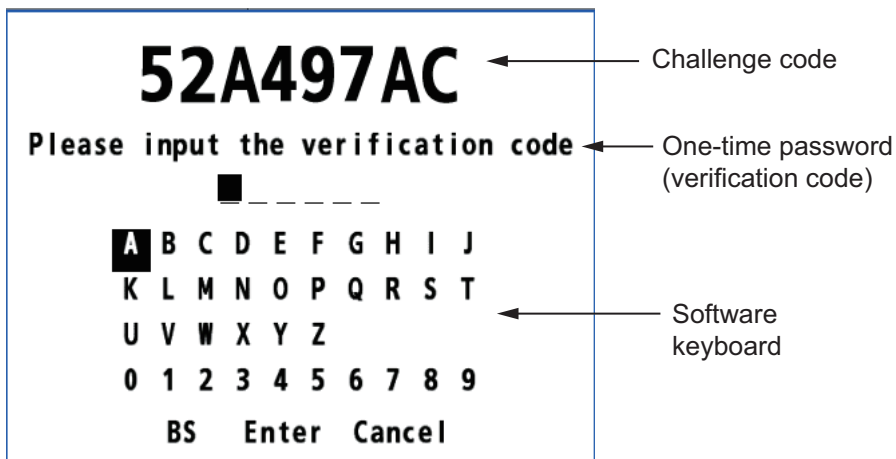 52A497AC
Challenge code
Please input the verification code
One-time password
(verification code)
A B C D E F G H I J
K L M N O P Q R S T
U V W X Y Z
0 1 2 3 4 5 6 7 8 9
BS Enter Cancel
Software
keyboard